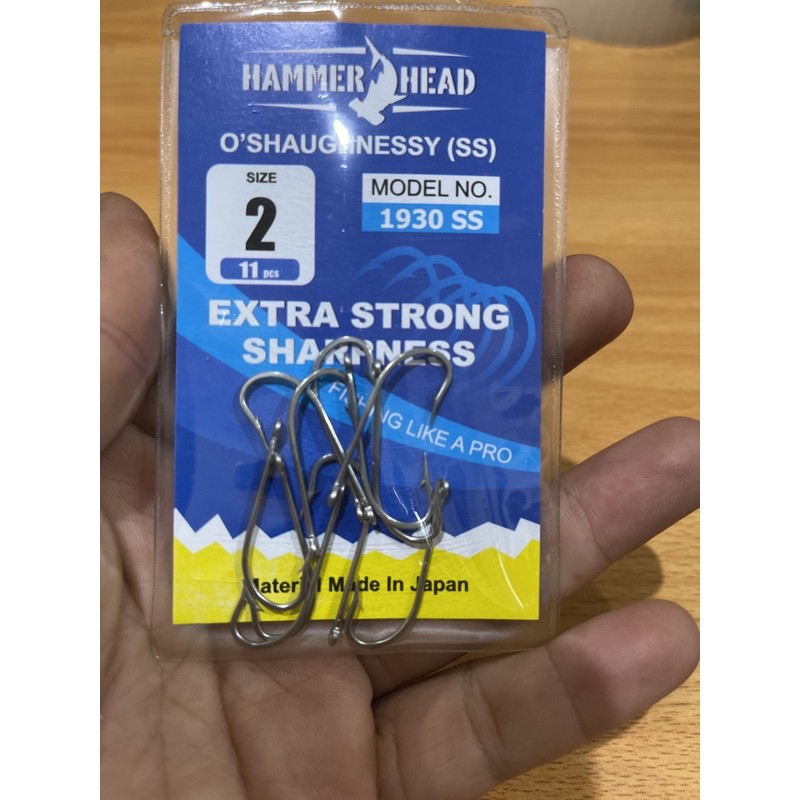 HAMMER HEAD
O'SHAUGHNESSY (SS)
SIZE
2
11 pcs
MODEL NO.
1930 SS
EXTRA STRONG
SHARPNESS
FISHING LIKE A PRO
Material Made In Japan